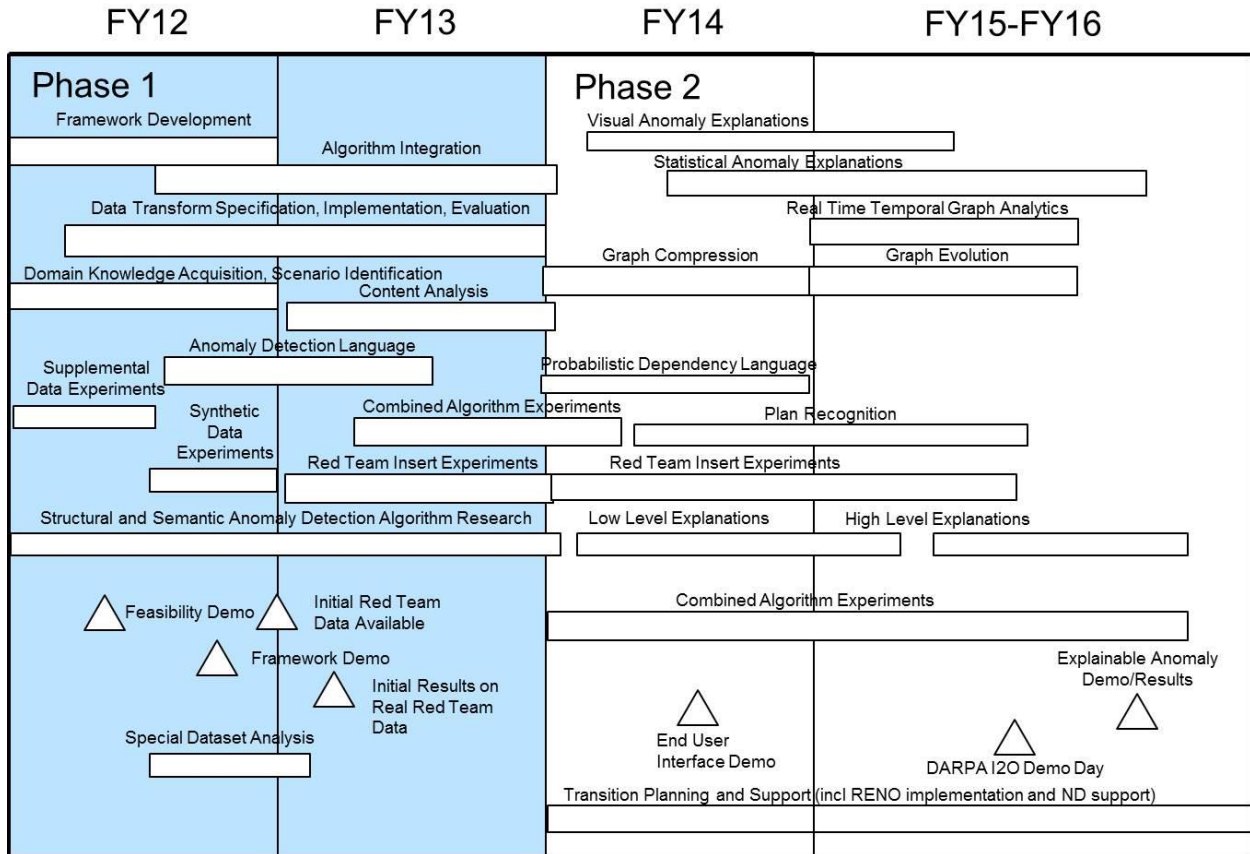 FY12
FY13
FY14
FY15-FY16
Phase 1
Phase 2
Framework Development
Visual Anomaly Explanations
Algorithm Integration
Statistical Anomaly Explanations
Data Transform Specification, Implementation, Evaluation
Real Time Temporal Graph Analytics
Domain Knowledge Acquisition, Scenario Identification
Graph Compression
Graph Evolution
Content Analysis
Anomaly Detection Language
Supplemental
Data Experiments
Probabilistic Dependency Language
Synthetic
Data
Experiments
Combined Algorithm Experiments
Plan Recognition
Red Team Insert Experiments
Red Team Insert Experiments
Structural and Semantic Anomaly Detection Algorithm Research
Low Level Explanations
High Level Explanations
Feasibility Demo
Initial Red Team
Data Available
Combined Algorithm Experiments
Framework Demo
Initial Results on
Real Red Team
Data
Explainable Anomaly
Demo/Results
Special Dataset Analysis
End User
Interface Demo
DARPA I2O Demo Day
Transition Planning and Support (incl RENO implementation and ND support)